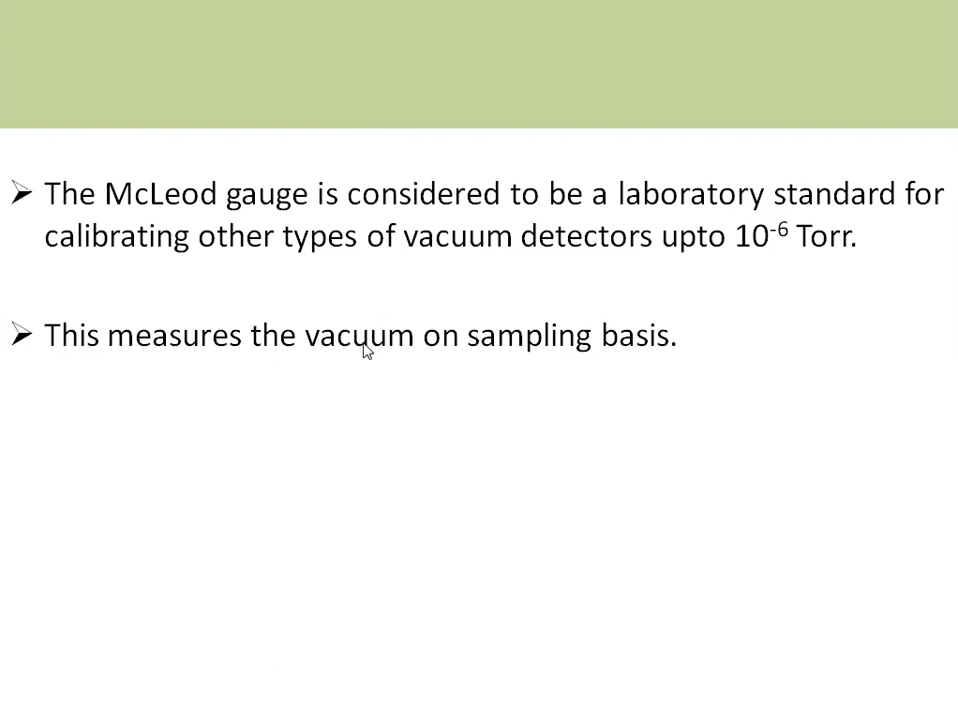 ➢ The McLeod gauge is considered to be a laboratory standard for
calibrating other types of vacuum detectors upto 10⁻⁶ Torr.
➢ This measures the vacuum on sampling basis.